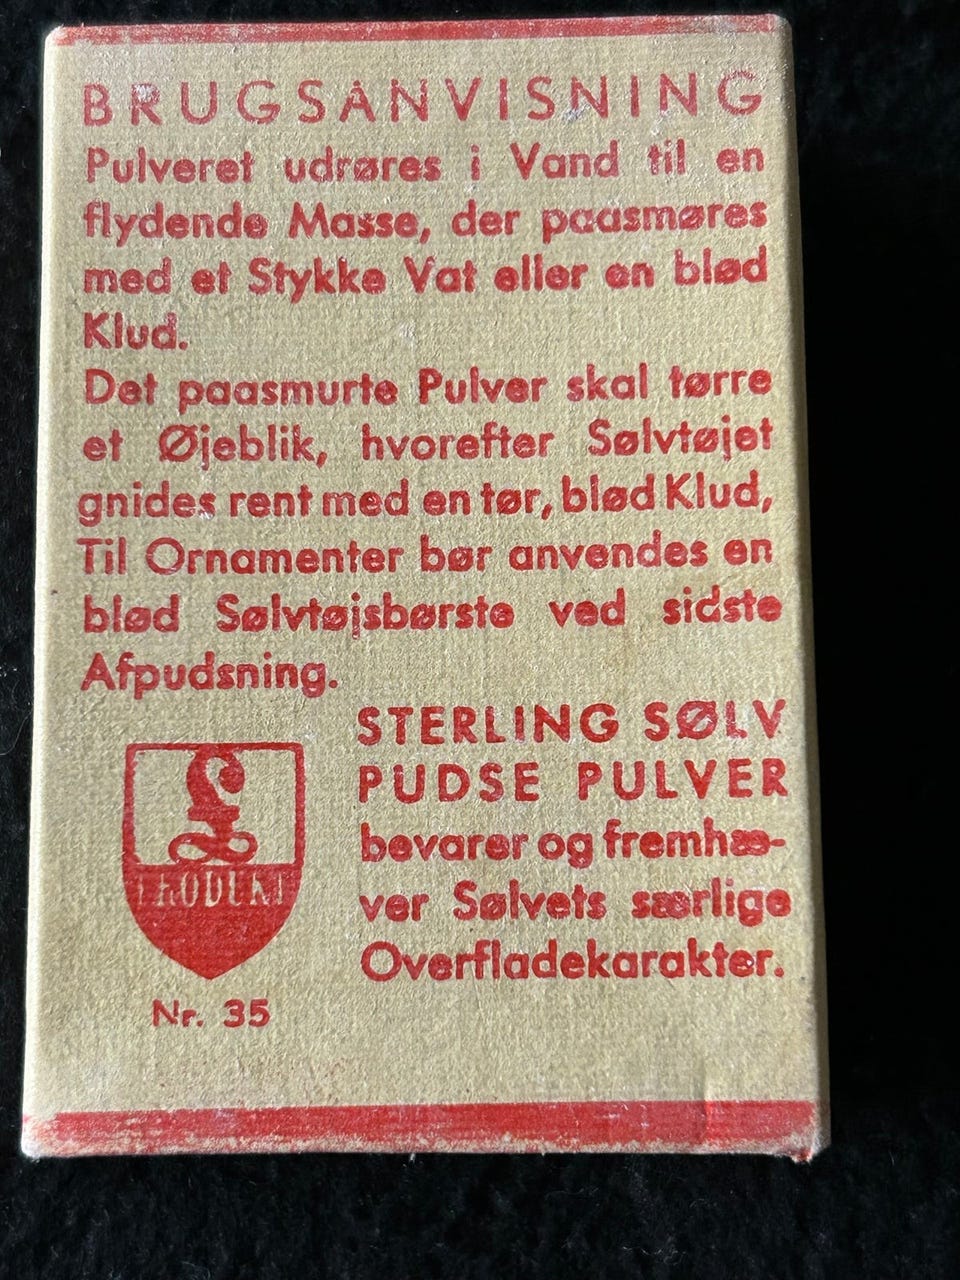 BRUGSANVISNING
Pulveret udrøres i Vand til en
flydende Masse, der paasmøres
med et Stykke Vat eller en blød
Klud.
Det paasmurte Pulver skal tørre
et Øjeblik, hvorefter Sølvtøjet
gnides rent med en tør, blød Klud,
Til Ornamenter bør anvendes en
blød Sølvtøjsbørste ved sidste
Afpudsning.
STERLING SØLV
PUDSE PULVER
bevarer og fremhæ-
ver Sølvets særlige
Overfladekarakter.
L
PRODUKT
Nr. 35